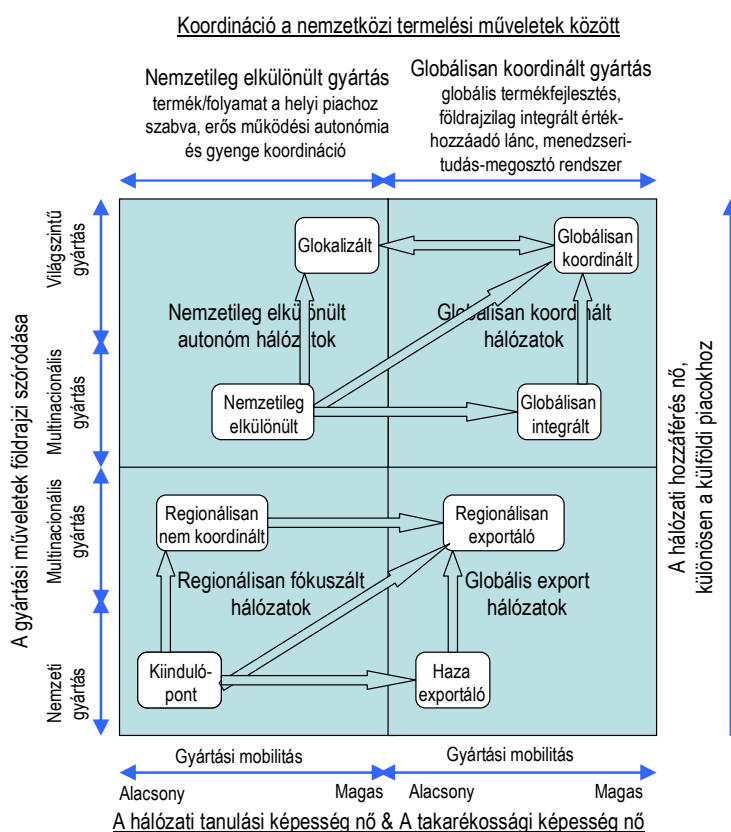 Koordináció a nemzetközi termelési műveletek között
Nemzetileg elkülönült gyártás
termék/folyamat a helyi piachoz
szabva, erős működési autonómia
és gyenge koordináció
Globálisan koordinált gyártás
globális termékfejlesztés,
földrajzilag integrált érték-
hozzáadó lánc, menedzseri-
tudás-megosztó rendszer
A gyártási műveletek földrajzi szóródása
Világszintű
gyártás
Multinacionális
gyártás
Multinacionális
gyártás
Nemzeti
gyártás
Glokalizált
Globálisan
koordinált
Nemzetileg elkülönült
autonóm hálózatok
Globálisan koordinált
hálózatok
Nemzetileg
elkülönült
Globálisan
integrált
Regionálisan
nem koordinált
Regionálisan
exportáló
Regionálisan fókuszált
hálózatok
Globális export
hálózatok
Kiinduló-
pont
Haza
exportáló
A hálózati hozzáférés nő,
különösen a külföldi piacokhoz
Gyártási mobilitás
Gyártási mobilitás
Alacsony
Magas
Alacsony
Magas
A hálózati tanulási képesség nő & A takarékossági képesség nő